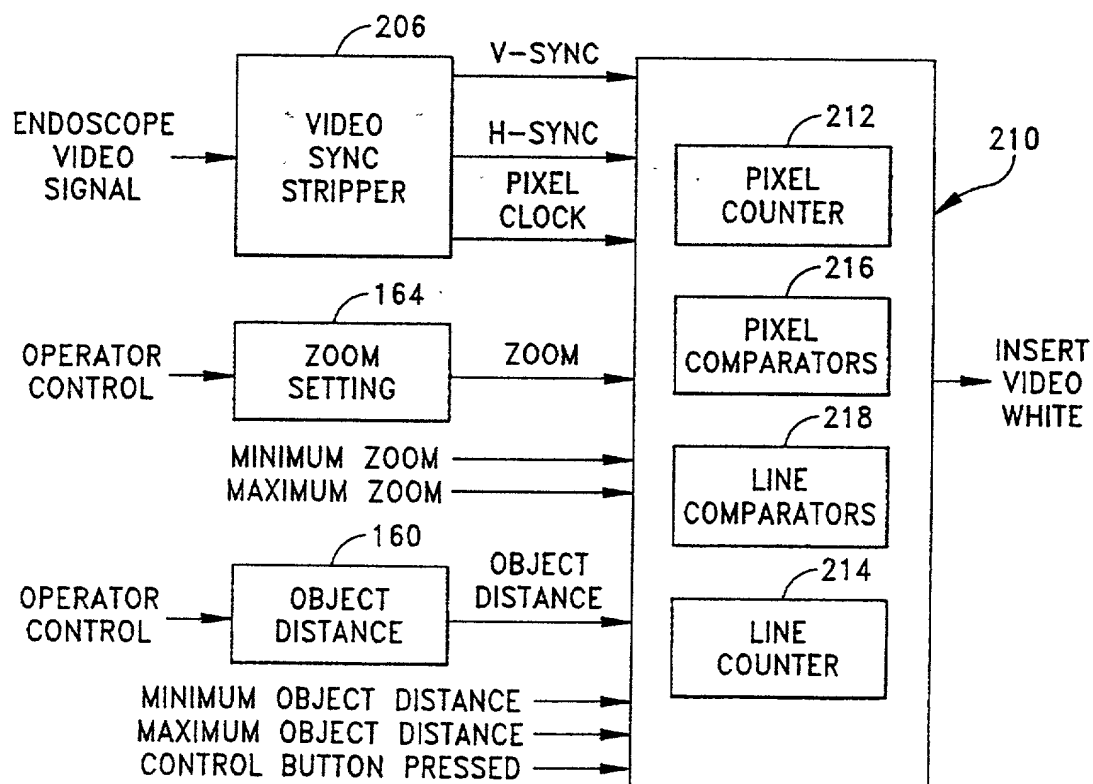 206
V-SYNC
ENDOSCOPE
VIDEO
SIGNAL
VIDEO
SYNC
STRIPPER
H-SYNC
PIXEL
CLOCK
212
PIXEL
COUNTER
210
216
PIXEL
COMPARATORS
164
OPERATOR
CONTROL
ZOOM
SETTING
ZOOM
INSERT
VIDEO
WHITE
218
LINE
COMPARATORS
MINIMUM ZOOM
MAXIMUM ZOOM
160
OPERATOR
CONTROL
OBJECT
DISTANCE
OBJECT
DISTANCE
214
LINE
COUNTER
MINIMUM OBJECT DISTANCE
MAXIMUM OBJECT DISTANCE
CONTROL BUTTON PRESSED